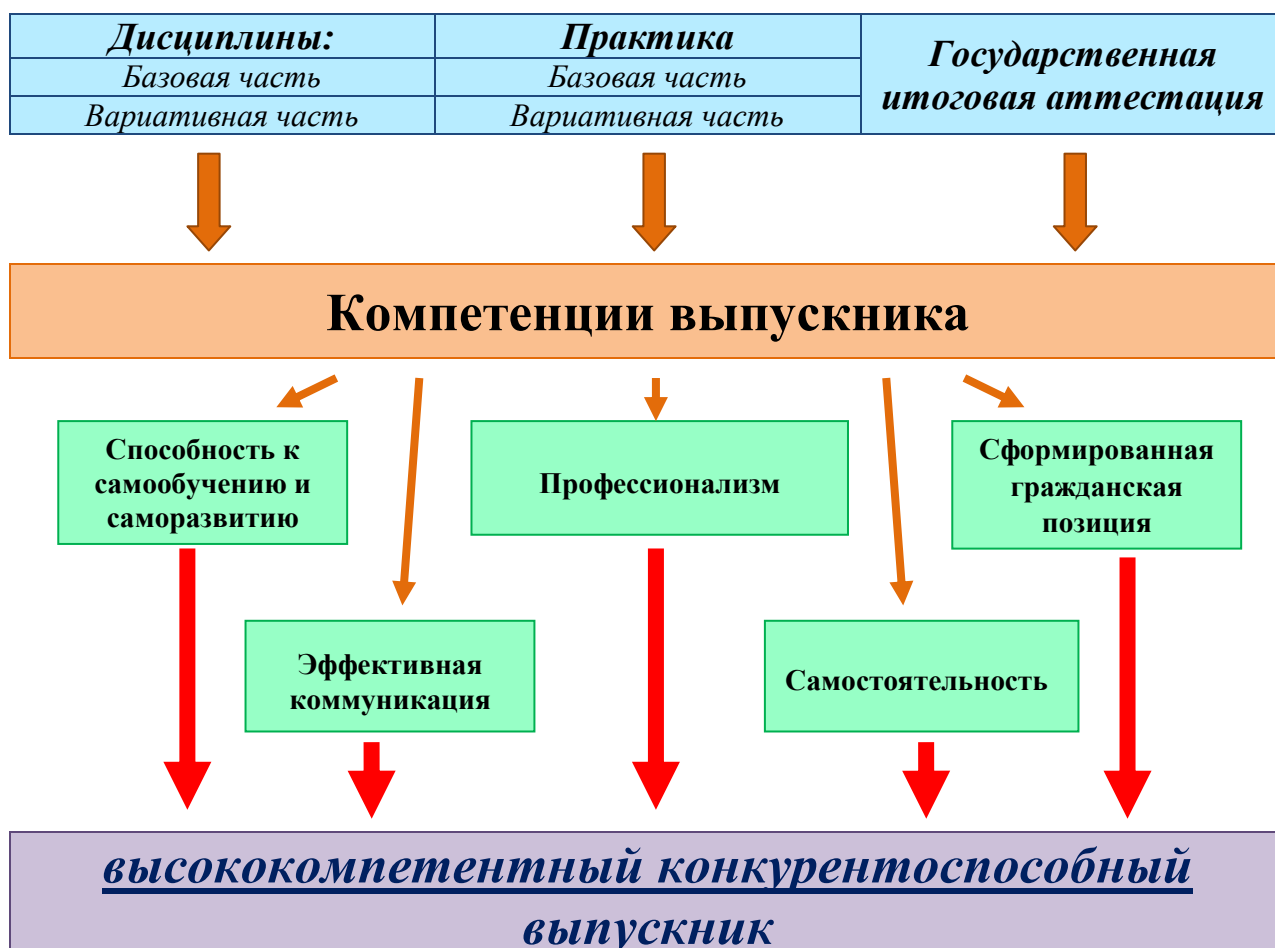 Дисциплины:
Базовая часть
Вариативная часть
Практика
Базовая часть
Вариативная часть
Государственная
итоговая аттестация
Компетенции выпускника
Способность к
самообучению и
саморазвитию
Профессионализм
Сформированная
гражданская
позиция
Эффективная
коммуникация
Самостоятельность
высококомпетентный конкурентоспособный
выпускник